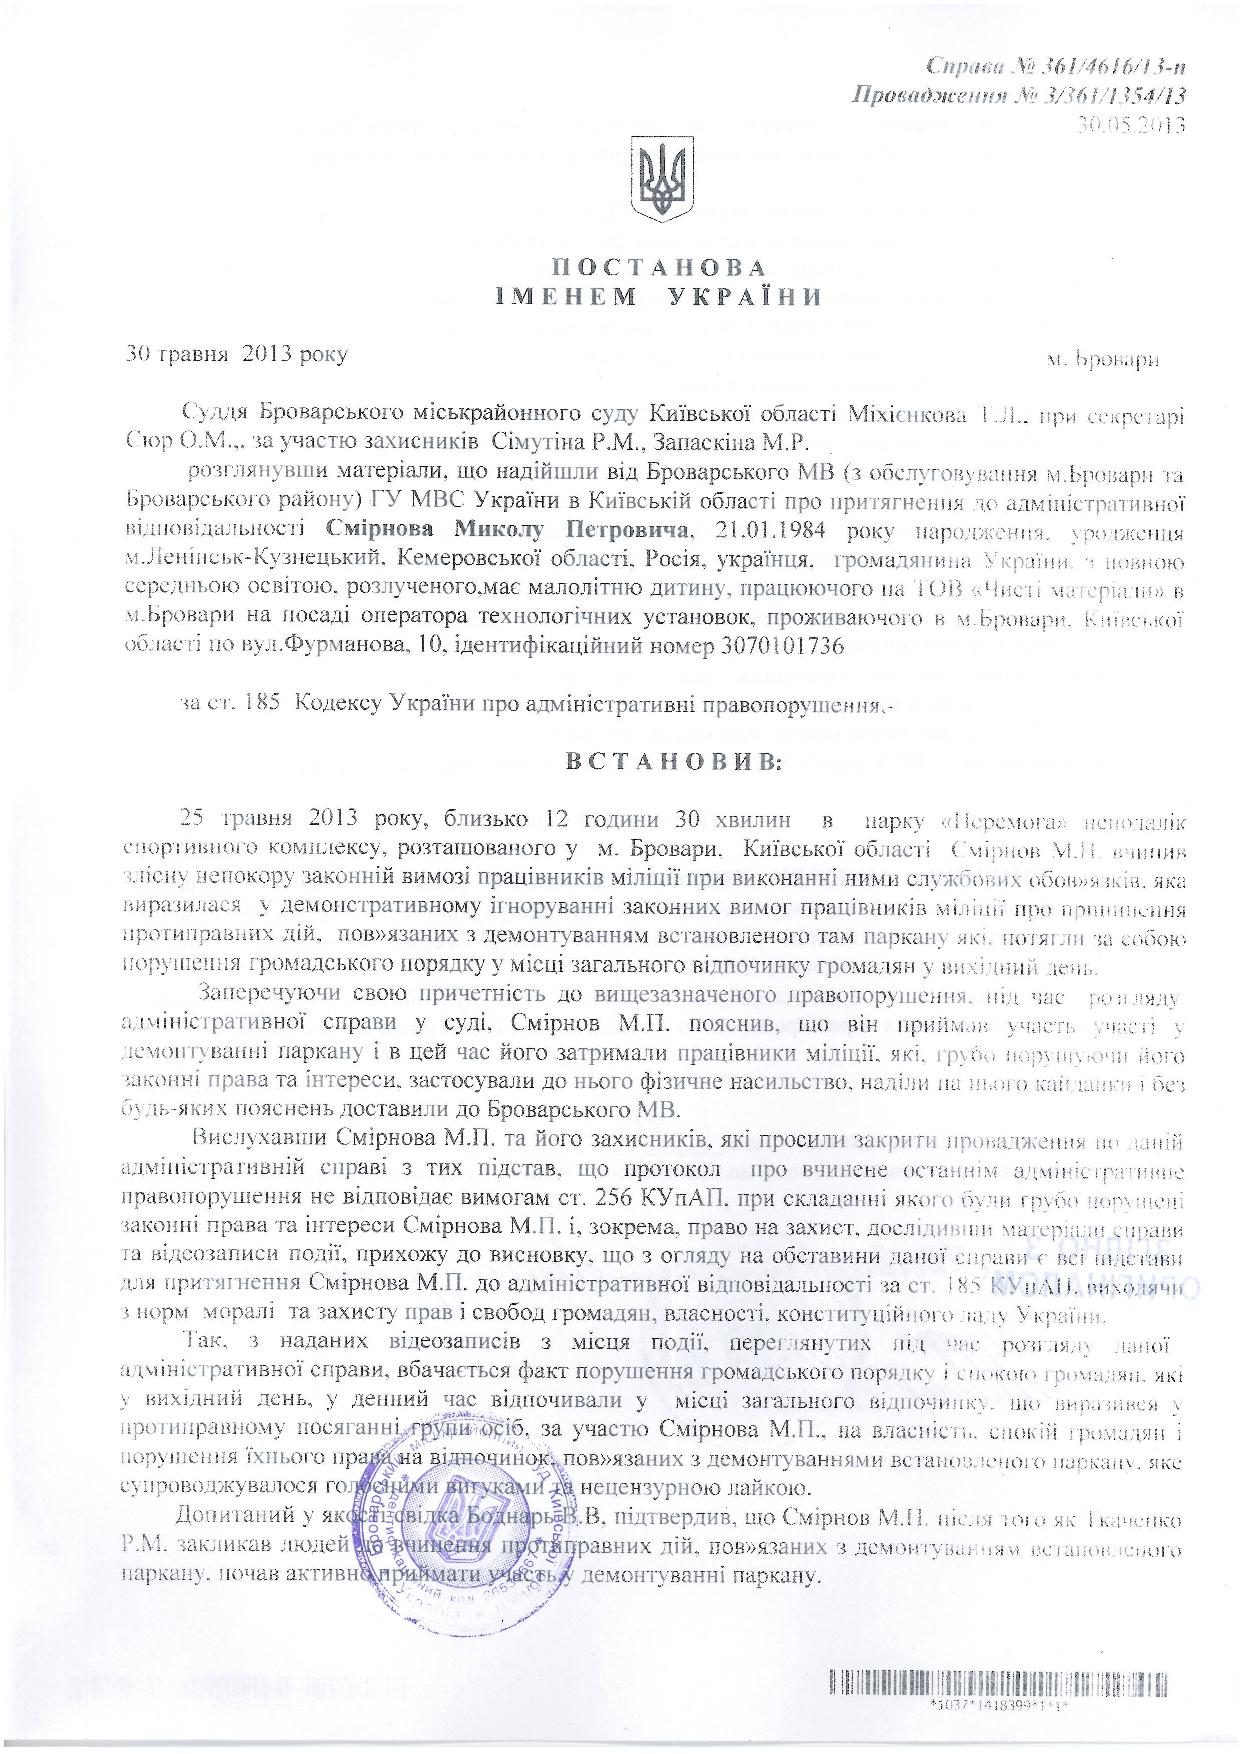 Справа № 361/4616/13-п
Провадження № 3/361/1354/13
30.05.2013
П О С Т А Н О В А
І М Е Н Е М У К Р А Ї Н И
30 травня 2013 року м. Бровари
Суддя Броварського міськрайонного суду Київської області Міхієнкова Т.Л., при секретарі
Сюр О.М.,, за участю захисників Сімутіна Р.М., Запаскіна М.Р.
розглянувши матеріали, що надійшли від Броварського МВ (з обслуговування м.Бровари та
Броварського району) ГУ МВС України в Київській області про притягнення до адміністративної
відповідальності Смірнова Миколу Петровича, 21.01.1984 року народження, уродження
м.Ленінськ-Кузнецький, Кемеровської області, Росія, українця, громадянина України, з повною
середньою освітою, розлученого,має малолітню дитину, працюючого на ТОВ «Чисті матеріали» в
м.Бровари на посаді оператора технологічних установок, проживаючого в м.Бровари, Київської
області по вул.Фурманова, 10, ідентифікаційний номер 3070101736
за ст. 185 Кодексу України про адміністративні правопорушення,-
В С Т А Н О В И В:
25 травня 2013 року, близько 12 години 30 хвилин в парку «Перемога» неподалік
спортивного комплексу, розташованого у м. Бровари, Київської області Смірнов М.П. вчинив
злісну непокору законній вимозі працівників міліції при виконанні ними службових обов»язків, яка
виразилася у демонстративному ігноруванні законних вимог працівників міліції про припинення
протиправних дій, пов»язаних з демонтуванням встановленого там паркану які, потягли за собою
порушення громадського порядку у місці загального відпочинку громадян у вихідний день.
Заперечуючи свою причетність до вищезазначеного правопорушення, під час розгляду
адміністративної справи у суді, Смірнов М.П. пояснив, що він приймав участь участі у
демонтуванні паркану і в цей час його затримали працівники міліції, які, грубо порушуючи його
законні права та інтереси, застосували до нього фізичне насильство, наділи на нього кайданки і без
будь-яких пояснень доставили до Броварського МВ.
Вислухавши Смірнова М.П. та його захисників, які просили закрити провадження по даній
адміністративній справі з тих підстав, що протокол про вчинене останнім адміністративне
правопорушення не відповідає вимогам ст. 256 КУпАП, при складанні якого були грубо порушені
законні права та інтереси Смірнова М.П. і, зокрема, право на захист, дослідивши матеріали справи
та відеозаписи події, прихожу до висновку, що з огляду на обставини даної справи є всі підстави
для притягнення Смірнова М.П. до адміністративної відповідальності за ст. 185 КУпАП, виходячи
з норм моралі та захисту прав і свобод громадян, власності, конституційного ладу України.
Так, з наданих відеозаписів з місця події, переглянутих під час розгляду даної
адміністративної справи, вбачається факт порушення громадського порядку і спокою громадян, які
у вихідний день, у денний час відпочивали у місці загального відпочинку, що виразився у
протиправному посяганні групи осіб, за участю Смірнова М.П., на власність, спокій громадян і
порушення їхнього права на відпочинок, пов»язаних з демонтуваннями встановленого паркану, яке
супроводжувалося голосними вигуками та нецензурною лайкою.
Допитаний у якості свідка Боднарь В.В. підтвердив, що Смірнов М.П. після того як Ткаченко
Р.М. закликав людей до вчинення протиправних дій, пов»язаних з демонтуванням встановленого
паркану, почав активно приймати участь у демонтуванні паркану.
*1037*1418399*1*1*